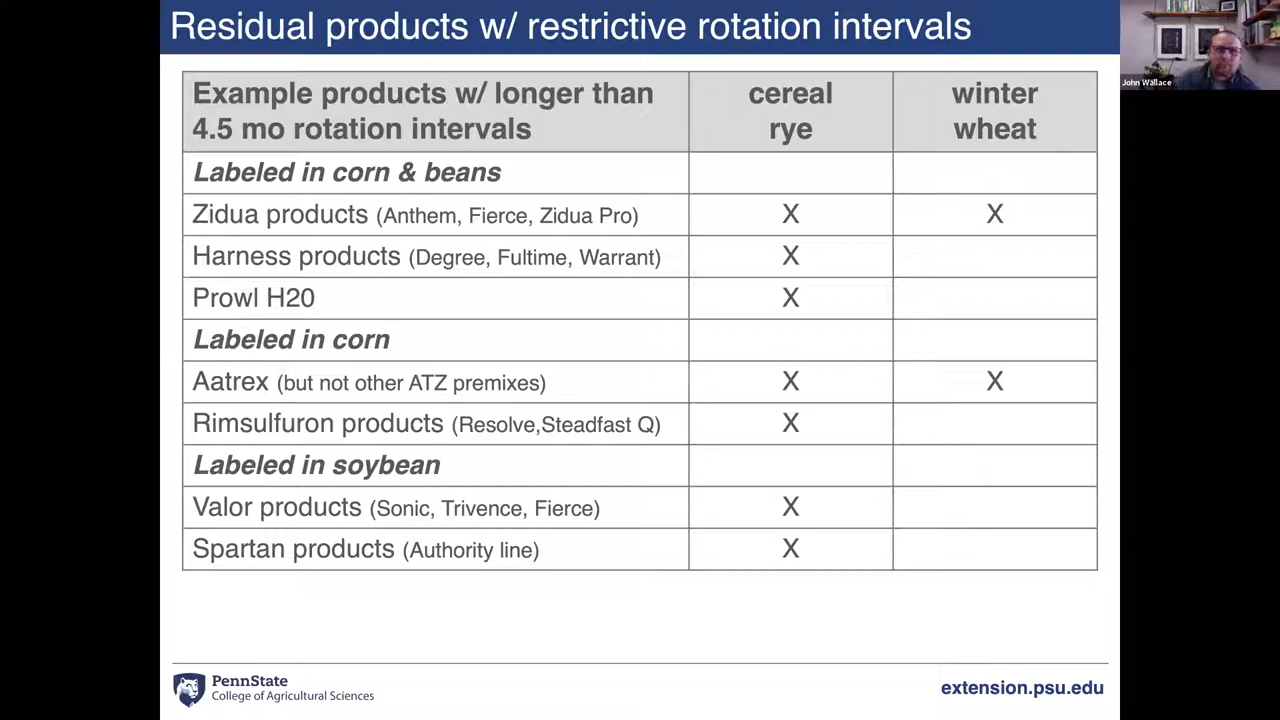 Residual products w/ restrictive rotation intervals
John Wallace
Example products w/ longer than
4.5 mo rotation intervals
cereal
rye
winter
wheat
Labeled in corn & beans
Zidua products (Anthem, Fierce, Zidua Pro) X X
Harness products (Degree, Fultime, Warrant) X
Prowl H20 X
Labeled in corn
Aatrex (but not other ATZ premixes) X X
Rimsulfuron products (Resolve,Steadfast Q) X
Labeled in soybean
Valor products (Sonic, Trivence, Fierce) X
Spartan products (Authority line) X
PennState
College of Agricultural Sciences
extension.psu.edu